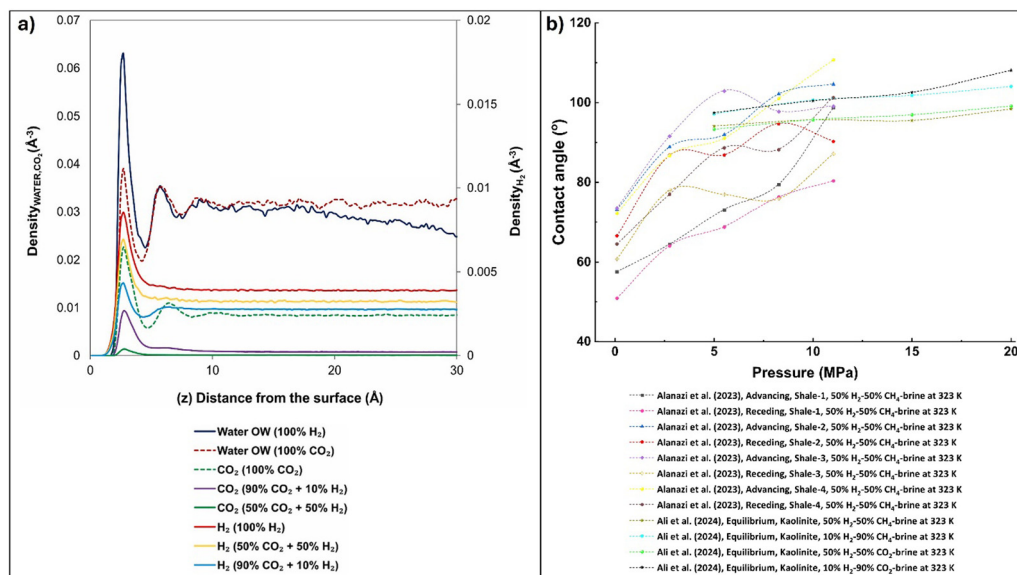 a)
0.07
0.06
0.05
0.04
0.03
0.02
0.01
0
Density WATER,CO₂ (Å⁻³)
0.02
0.015
0.01
0.005
0
Density H₂ (Å⁻³)
0 5 10 15 20 25 30
(z) Distance from the surface (Å)
Water OW (100% H₂)
Water OW (100% CO₂)
CO₂ (100% CO₂)
CO₂ (90% CO₂ + 10% H₂)
CO₂ (50% CO₂ + 50% H₂)
H₂ (100% H₂)
H₂ (50% CO₂ + 50% H₂)
H₂ (90% CO₂ + 10% H₂)
b)
120
100
80
60
40
Contact angle (º)
0 5 10 15 20
Pressure (MPa)
Alanazi et al. (2023), Advancing, Shale-1, 50% H₂-50% CH₄-brine at 323 K
Alanazi et al. (2023), Receding, Shale-1, 50% H₂-50% CH₄-brine at 323 K
Alanazi et al. (2023), Advancing, Shale-2, 50% H₂-50% CH₄-brine at 323 K
Alanazi et al. (2023), Receding, Shale-2, 50% H₂-50% CH₄-brine at 323 K
Alanazi et al. (2023), Advancing, Shale-3, 50% H₂-50% CH₄-brine at 323 K
Alanazi et al. (2023), Receding, Shale-3, 50% H₂-50% CH₄-brine at 323 K
Alanazi et al. (2023), Advancing, Shale-4, 50% H₂-50% CH₄-brine at 323 K
Alanazi et al. (2023), Receding, Shale-4, 50% H₂-50% CH₄-brine at 323 K
Ali et al. (2024), Equilibrium, Kaolinite, 50% H₂-50% CH₄-brine at 323 K
Ali et al. (2024), Equilibrium, Kaolinite, 10% H₂-90% CH₄-brine at 323 K
Ali et al. (2024), Equilibrium, Kaolinite, 50% H₂-50% CO₂-brine at 323 K
Ali et al. (2024), Equilibrium, Kaolinite, 10% H₂-90% CO₂-brine at 323 K